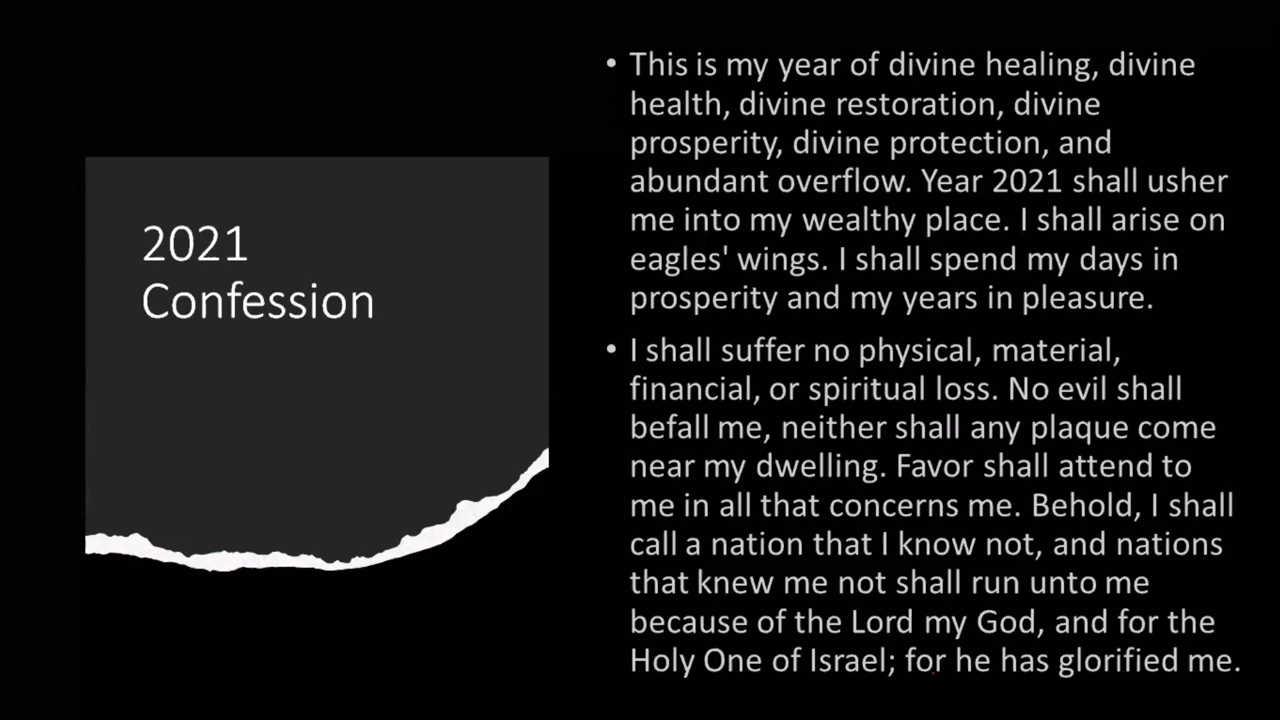 2021
Confession
• This is my year of divine healing, divine
health, divine restoration, divine
prosperity, divine protection, and
abundant overflow. Year 2021 shall usher
me into my wealthy place. I shall arise on
eagles' wings. I shall spend my days in
prosperity and my years in pleasure.
• I shall suffer no physical, material,
financial, or spiritual loss. No evil shall
befall me, neither shall any plaque come
near my dwelling. Favor shall attend to
me in all that concerns me. Behold, I shall
call a nation that I know not, and nations
that knew me not shall run unto me
because of the Lord my God, and for the
Holy One of Israel; for he has glorified me.